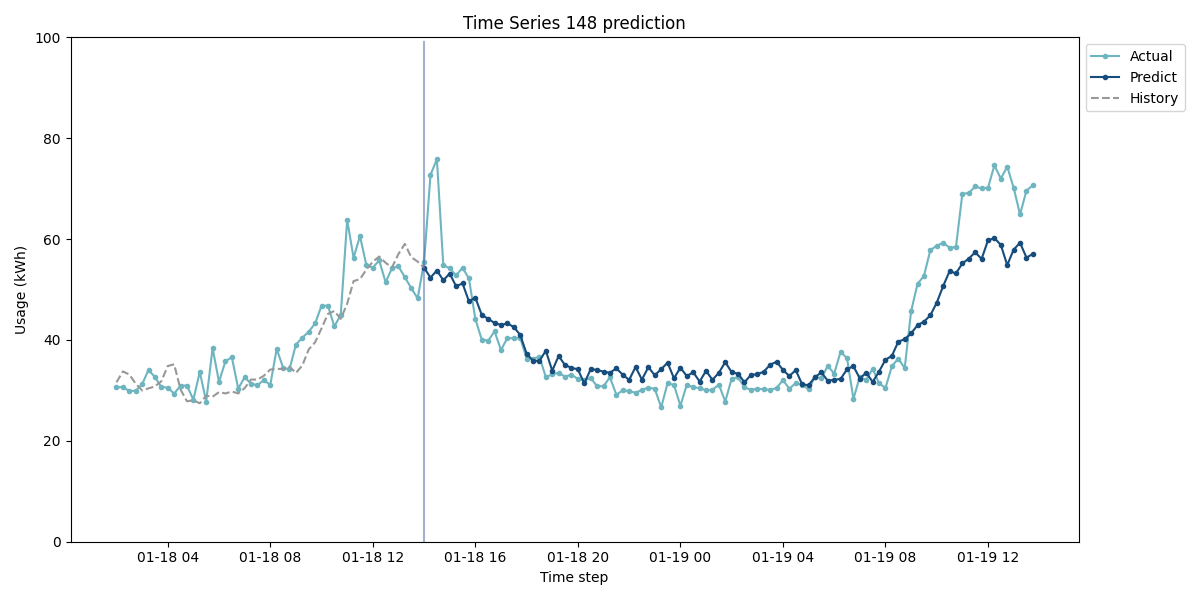 Time Series 148 prediction
100
80
60
40
20
0
Usage (kWh)
01-18 04
01-18 08
01-18 12
01-18 16
01-18 20
01-19 00
01-19 04
01-19 08
01-19 12
Time step
Actual
Predict
History